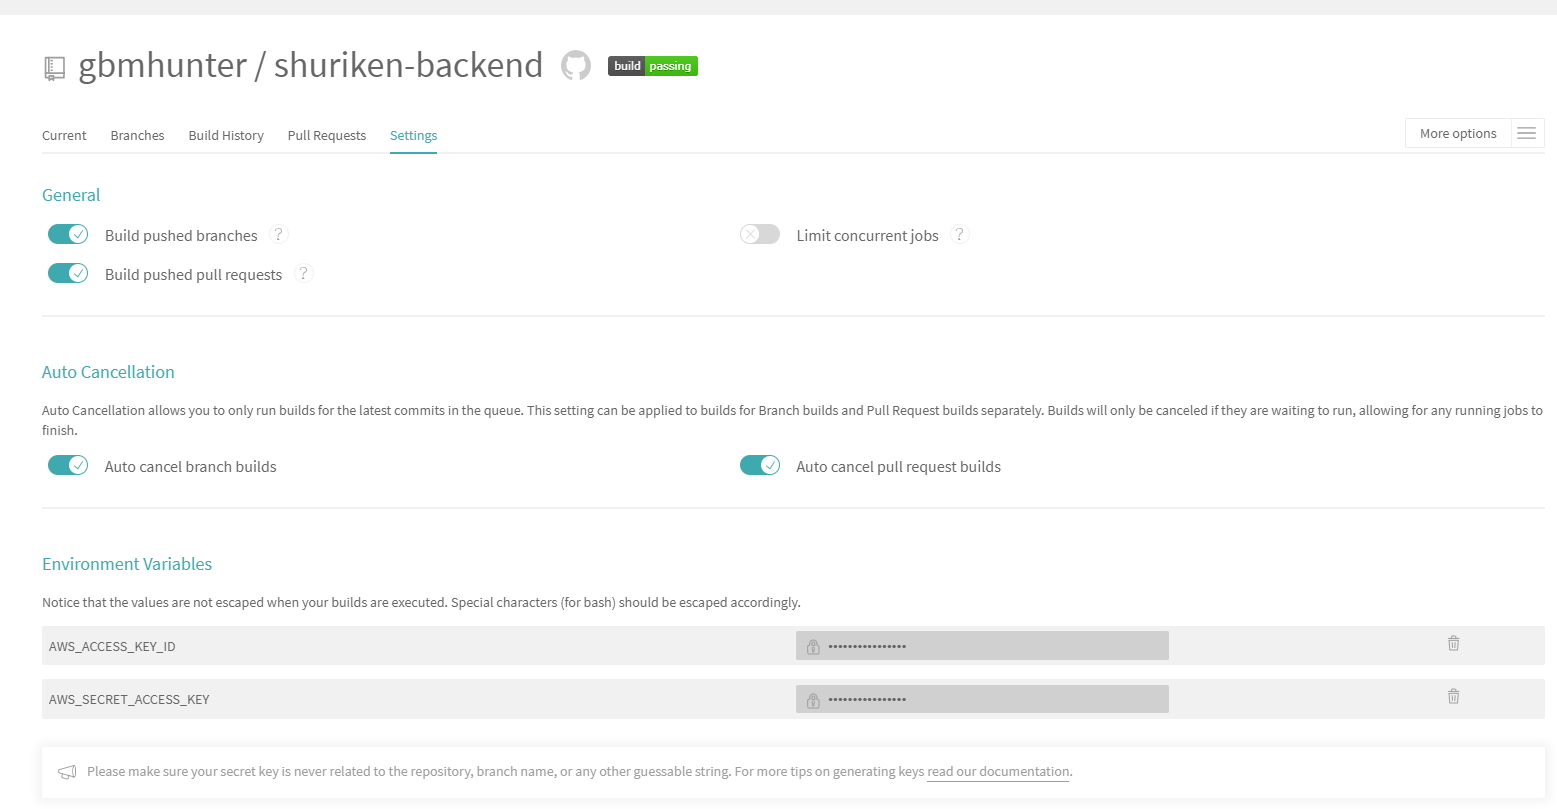 gbmhunter / shuriken-backend
build passing
Current Branches Build History Pull Requests Settings More options
General
Build pushed branches ? Limit concurrent jobs ?
Build pushed pull requests ?
Auto Cancellation
Auto Cancellation allows you to only run builds for the latest commits in the queue. This setting can be applied to builds for Branch builds and Pull Request builds separately. Builds will only be canceled if they are waiting to run, allowing for any running jobs to
finish.
Auto cancel branch builds Auto cancel pull request builds
Environment Variables
Notice that the values are not escaped when your builds are executed. Special characters (for bash) should be escaped accordingly.
AWS_ACCESS_KEY_ID ••••••••••••••••
AWS_SECRET_ACCESS_KEY ••••••••••••••••
Please make sure your secret key is never related to the repository, branch name, or any other guessable string. For more tips on generating keys read our documentation.